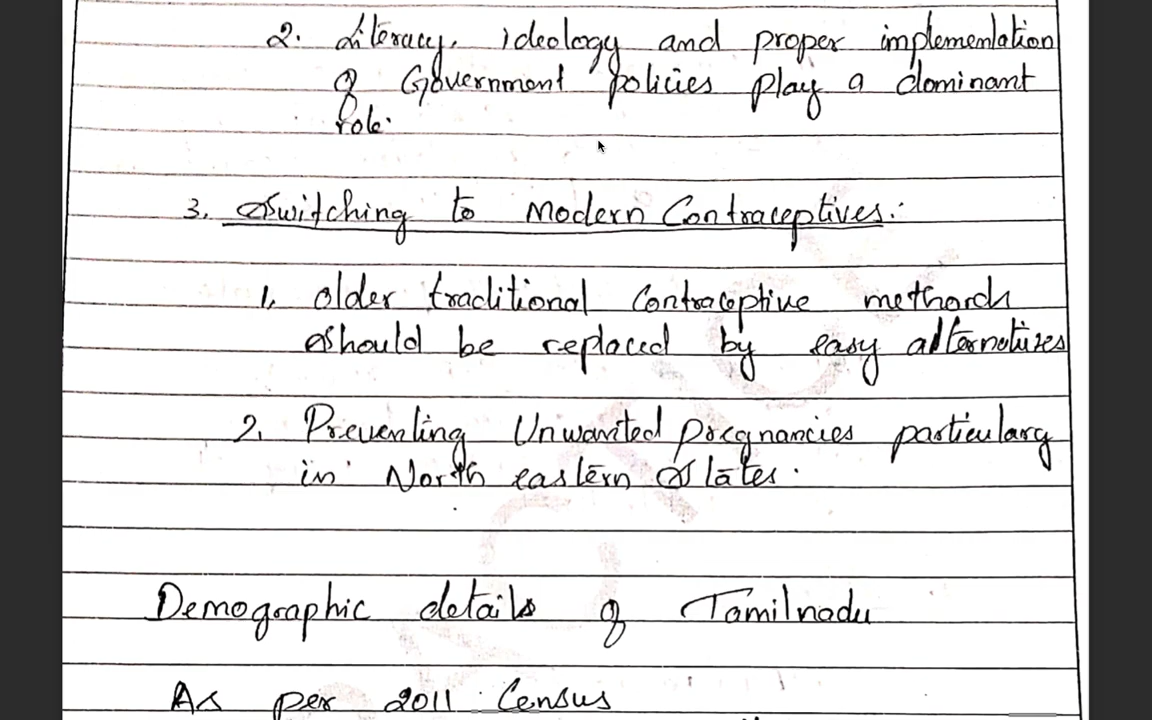 2. Literacy, ideology and proper implementation
of Government policies play a dominant
role.
3. Switching to Modern Contraceptives:
1. Older traditional Contraceptive methords
should be replaced by easy alternatives
2. Preventing Unwanted pregnancies particulary
in North eastern States.
Demographic details of Tamilnadu
As per 2011 Census